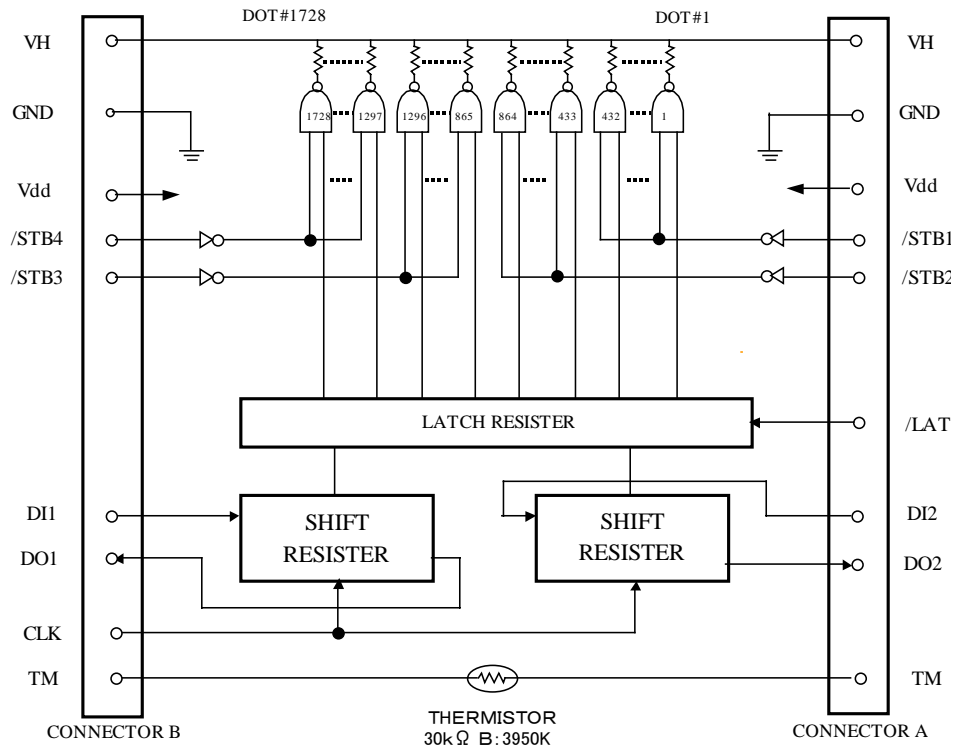 DOT#1728 DOT#1
VH VH
1728 1297 1296 865 864 433 432 1
GND GND
Vdd Vdd
/STB4 /STB1
/STB3 /STB2
LATCH RESISTER /LAT
DI1 SHIFT RESISTER SHIFT RESISTER DI2
DO1 DO2
CLK
TM TM
CONNECTOR B THERMISTOR CONNECTOR A
30kΩ B:3950K